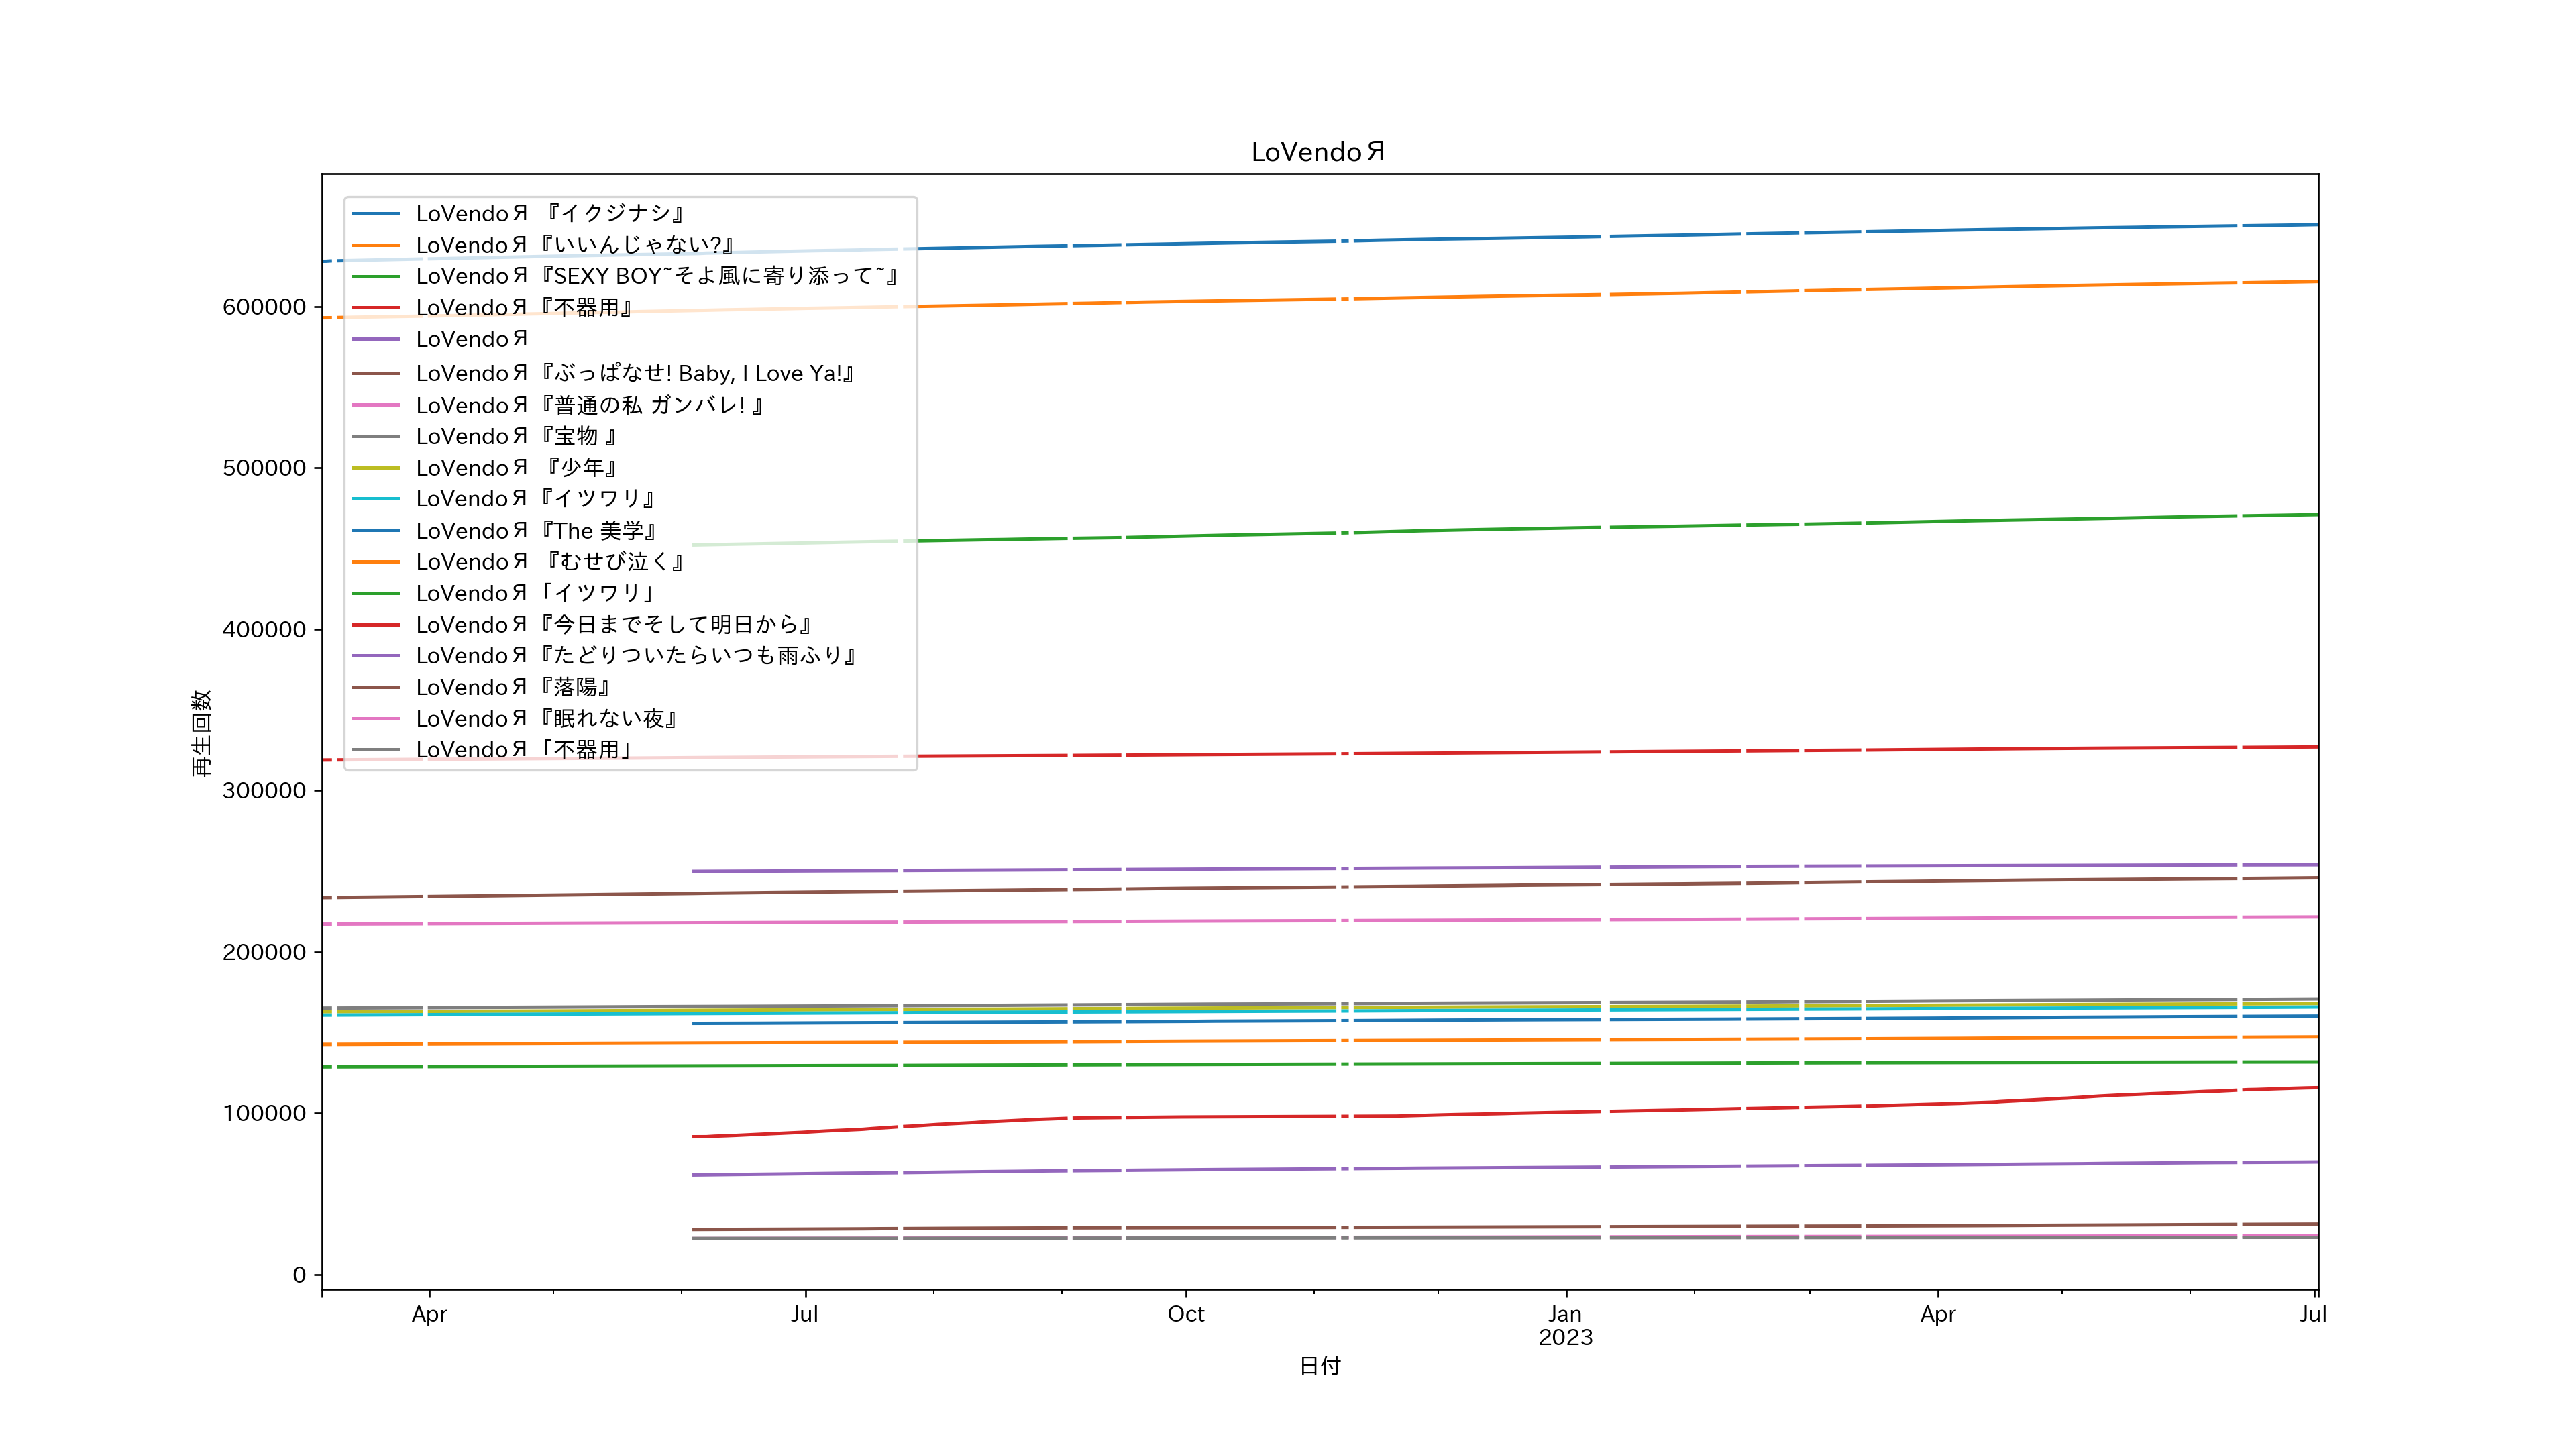 LoVendoЯ
LoVendoЯ 『イクジナシ』
LoVendoЯ『いいんじゃない?』
LoVendoЯ『SEXY BOY~そよ風に寄り添って~』
LoVendoЯ『不器用』
LoVendoЯ
LoVendoЯ『ぶっぱなせ! Baby, I Love Ya!』
LoVendoЯ『普通の私 ガンバレ! 』
LoVendoЯ『宝物 』
LoVendoЯ 『少年』
LoVendoЯ『イツワリ』
LoVendoЯ『The 美学』
LoVendoЯ 『むせび泣く』
LoVendoЯ「イツワリ」
LoVendoЯ『今日までそして明日から』
LoVendoЯ『たどりついたらいつも雨ふり』
LoVendoЯ『落陽』
LoVendoЯ『眠れない夜』
LoVendoЯ「不器用」
再生回数
600000
500000
400000
300000
200000
100000
0
Apr
Jul
Oct
Jan
2023
Apr
Jul
日付